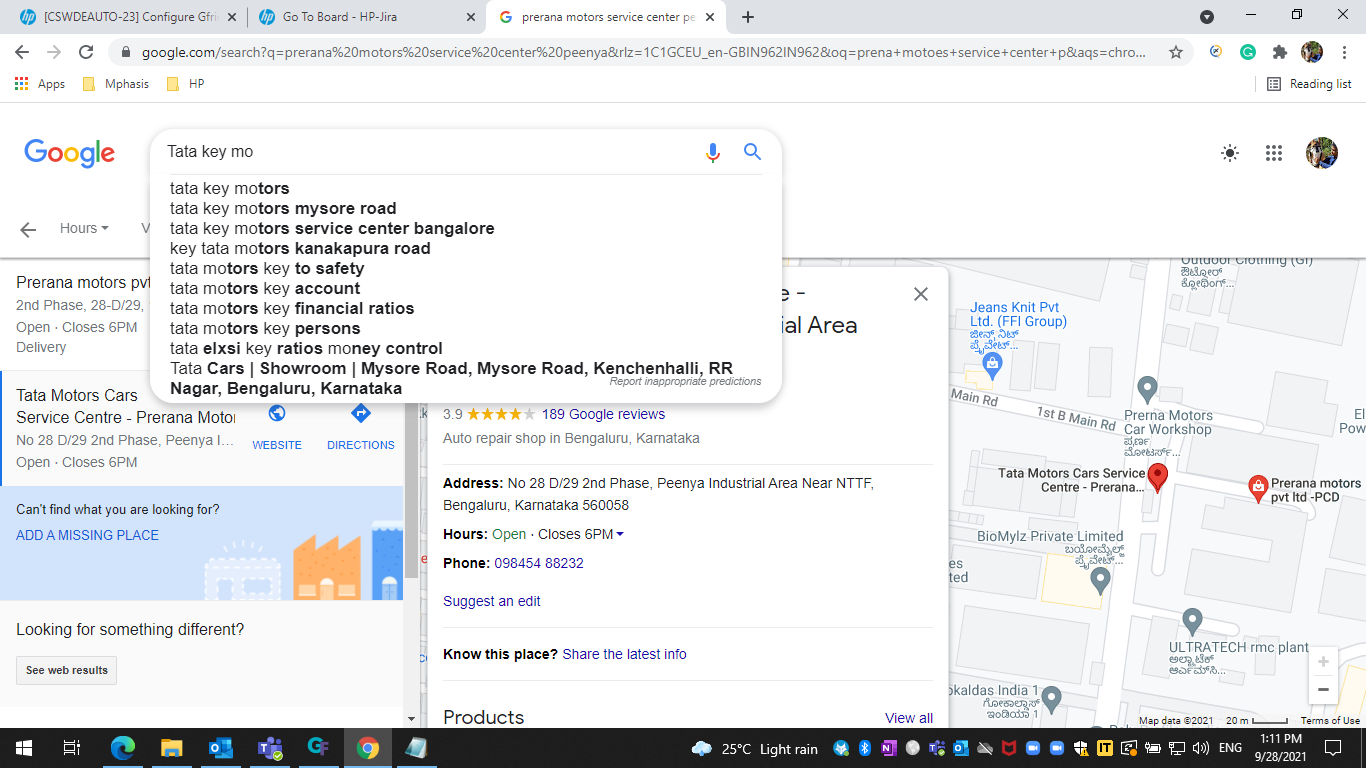 [CSWDEAUTO-23] Configure Gfri
Go To Board - HP-Jira
prerana motors service center pe
google.com/search?q=prerana%20motors%20service%20center%20peenya&rlz=1C1GCEU_en-GBIN962IN962&oq=prena+motoes+service+center+p&aqs=chro...
Apps
Mphasis
HP
Reading list
Google
Tata key mo
tata key motors
tata key motors mysore road
tata key motors service center bangalore
key tata motors kanakapura road
tata motors key to safety
tata motors key account
tata motors key financial ratios
tata motors key persons
tata elxsi key ratios money control
Tata Cars | Showroom | Mysore Road, Mysore Road, Kenchenhalli, RR
Nagar, Bengaluru, Karnataka
Report inappropriate predictions
Hours
Prerana motors pvt
2nd Phase, 28-D/29,
Open · Closes 6PM
Delivery
Tata Motors Cars
Service Centre - Prerana Motor
No 28 D/29 2nd Phase, Peenya I...
Open · Closes 6PM
WEBSITE
DIRECTIONS
Can't find what you are looking for?
ADD A MISSING PLACE
Looking for something different?
See web results
e -
ial Area
3.9
189 Google reviews
Auto repair shop in Bengaluru, Karnataka
Address: No 28 D/29 2nd Phase, Peenya Industrial Area Near NTTF,
Bengaluru, Karnataka 560058
Hours: Open · Closes 6PM
Phone: 098454 88232
Suggest an edit
Know this place? Share the latest info
Products
View all
Outdoor Clothing (Gf)
ಔಟ್ಡೋರ್
ಕ್ಲೋಥಿಂಗ್...
Jeans Knit Pvt
Ltd. (FFI Group)
ಜೀನ್ಸ್ ನಿಟ್
ಪ್ರೈವೇಟ್...
Main Rd
1st B Main Rd
Prerna Motors
Car Workshop
ಪ್ರೇರ್ಣಾ
ಮೋಟರ್ಸ್...
El
Pow
Tata Motors Cars Service
Centre - Prerana...
Prerana motors
pvt ltd -PCD
BioMylz Private Limited
ಬಯೋಮೈಲ್ಜ್
ಪ್ರೈವೇಟ್...
es
ted
ULTRATECH rmc plant
ಅಲ್ಟ್ರಾಟೆಕ್
ಆರ್ಎಮ್‌ಸಿ...
okaldas India 1
ಗೋಕಾಲ್ದಾಸ್
ಇಂಡಿಯಾ 1
Map data ©2021
20 m
Terms of Use
25°C Light rain
ENG
1:11 PM
9/28/2021